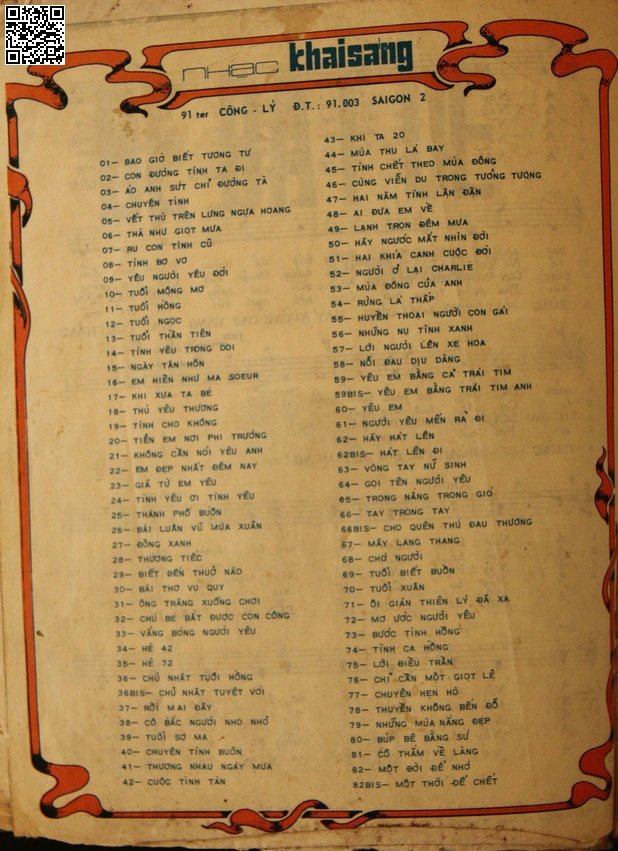 nhạc khaisáng
91 ter CÔNG - LÝ Đ.T.: 91.003 SAIGON 2
01— BAO GIỜ BIẾT TƯƠNG TƯ
02— CON ĐƯỜNG TÌNH TA ĐI
03— ÁO ANH SỨT CHỈ ĐƯỜNG TÀ
04— CHUYỆN TÌNH
05— VẾT THÙ TRÊN LƯNG NGỰA HOANG
06— THÀ NHƯ GIỌT MƯA
07— RU CON TÌNH CŨ
08— TÌNH BƠ VƠ
09— YÊU NGƯỜI YÊU ĐỜI
10— TUỔI MỘNG MƠ
11— TUỔI HỒNG
12— TUỔI NGỌC
13— TUỔI THẦN TIÊN
14— TÌNH YÊU TRONG ĐỜI
15— NGÀY TÂN HÔN
16— EM HIỀN NHƯ MA SOEUR
17— KHI XƯA TA BÉ
18— THÚ YÊU THƯƠNG
19— TÌNH CHO KHÔNG
20— TIỄN EM NƠI PHI TRƯỜNG
21— KHÔNG CẦN NÓI YÊU ANH
22— EM ĐẸP NHẤT ĐÊM NAY
23— GIÃ TỪ EM YÊU
24— TÌNH YÊU ƠI TÌNH YÊU
25— THÀNH PHỐ BUỒN
26— BÀI LUÂN VŨ MÙA XUÂN
27— ĐỒNG XANH
28— THƯƠNG TIẾC
29— BIẾT ĐẾN THUỞ NÀO
30— BÀI THƠ VU QUY
31— ÔNG TRĂNG XUỐNG CHƠI
32— CHÚ BÉ BẮT ĐƯỢC CON CÔNG
33— VẮNG BÓNG NGƯỜI YÊU
34— HÈ 42
35— HÈ 72
36— CHỦ NHẬT TUỔI HỒNG
36BIS— CHỦ NHẬT TUYỆT VỜI
37— RỒI MAI ĐÂY
38— CÔ BẮC NGƯỜI NHO NHỎ
39— TUỔI SƠ MA
40— CHUYỆN TÌNH BUỒN
41— THƯƠNG NHAU NGÀY MƯA
42— CUỘC TÌNH TÀN
43— KHI TA 20
44— MÙA THU LÁ BAY
45— TÌNH CHẾT THEO MÙA ĐÔNG
46— CŨNG VIỄN DU TRONG TƯỞNG TƯỢNG
47— HAI NĂM TÌNH LẬN ĐẬN
48— AI ĐƯA EM VỀ
49— LẠNH TRỌN ĐÊM MƯA
50— HÃY NGƯỚC MẮT NHÌN ĐỜI
51— HAI KHÍA CẠNH CUỘC ĐỜI
52— NGƯỜI Ở LẠI CHARLIE
53— MÙA ĐÔNG CỦA ANH
54— RỪNG LÁ THẤP
55— HUYỀN THOẠI NGƯỜI CON GÁI
56— NHỮNG NỤ TÌNH XANH
57— LỜI NGƯỜI LÊN XE HOA
58— NỖI ĐAU DỊU DÀNG
59— YÊU EM BẰNG CẢ TRÁI TIM
59BIS— YÊU EM BẰNG TRÁI TIM ANH
60— YÊU EM
61— NGƯỜI YÊU MẾN RA ĐI
62— HÃY HÁT LÊN
62BIS— HÁT LÊN ĐI
63— VÒNG TAY NỮ SINH
64— GỌI TÊN NGƯỜI YÊU
65— TRONG NẮNG TRONG GIÓ
66— TAY TRONG TAY
66BIS— CHO QUÊN THÚ ĐAU THƯƠNG
67— MÂY LANG THANG
68— CHỜ NGƯỜI
69— TUỔI BIẾT BUỒN
70— TUỔI XUÂN
71— ÔI GIÀN THIÊN LÝ ĐÃ XA
72— MƠ ƯỚC NGƯỜI YÊU
73— BƯỚC TÌNH HỒNG
74— TÌNH CA HỒNG
75— LỜI ĐIỀU TRẦN
76— CHỈ CẦN MỘT GIỌT LỆ
77— CHUYỆN HẸN HÒ
78— THUYỀN KHÔNG BẾN ĐỖ
79— NHỮNG MÙA NẮNG ĐẸP
80— BÚP BÊ BẰNG SỨ
81— CÔ THẮM VỀ LÀNG
82— MỘT ĐỜI ĐỂ NHỚ
82BIS— MỘT THỜI ĐỂ CHẾT